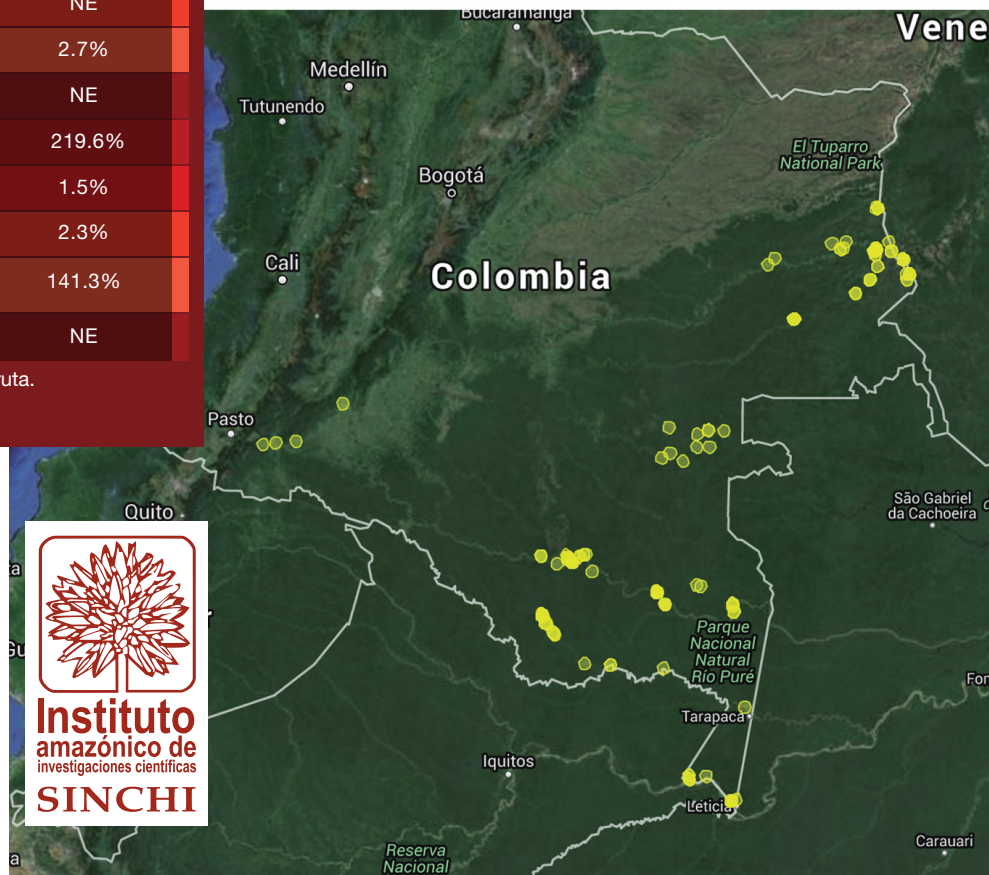 NE
2.7%
NE
219.6%
1.5%
2.3%
141.3%
NE
uta.
Bucaramanga
Vene
Medellín
Tutunendo
El Tuparro
National Park
Bogotá
Cali
Colombia
Pasto
Quito
São Gabriel
da Cachoeira
Parque
Nacional
Natural
Río Puré
Tarapacá
Fon
Iquitos
Leticia
Carauari
Reserva
Nacional
Gu
a
Instituto
amazónico de
investigaciones científicas
SINCHI